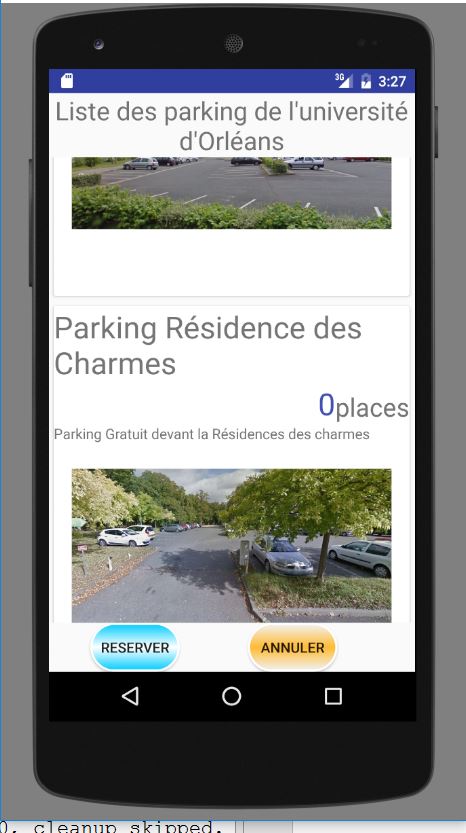 3G 3:27
Liste des parking de l'université
d'Orléans
Parking Résidence des
Charmes
0places
Parking Gratuit devant la Résidences des charmes
RESERVER ANNULER
0, cleanup skipped.